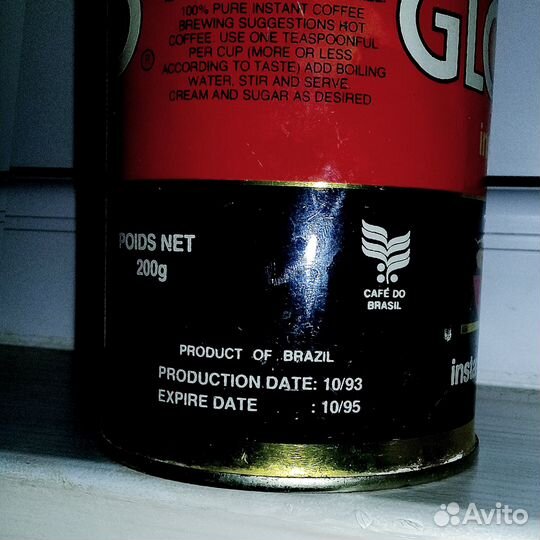 100% PURE INSTANT COFFEE
BREWING SUGGESTIONS HOT
COFFEE. USE ONE TEASPOONFUL
PER CUP (MORE OR LESS
ACCORDING TO TASTE) ADD BOILING
WATER, STIR AND SERVE
CREAM AND SUGAR AS DESIRED.
®
GLO
POIDS NET
200g
CAFÉ DO
BRASIL
PRODUCT OF BRAZIL
PRODUCTION DATE: 10/93
EXPIRE DATE : 10/95
insta
Avito